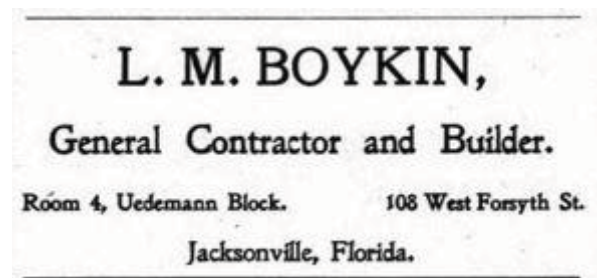 L. M. BOYKIN,
General Contractor and Builder.
Room 4, Uedemann Block. 108 West Forsyth St.
Jacksonville, Florida.